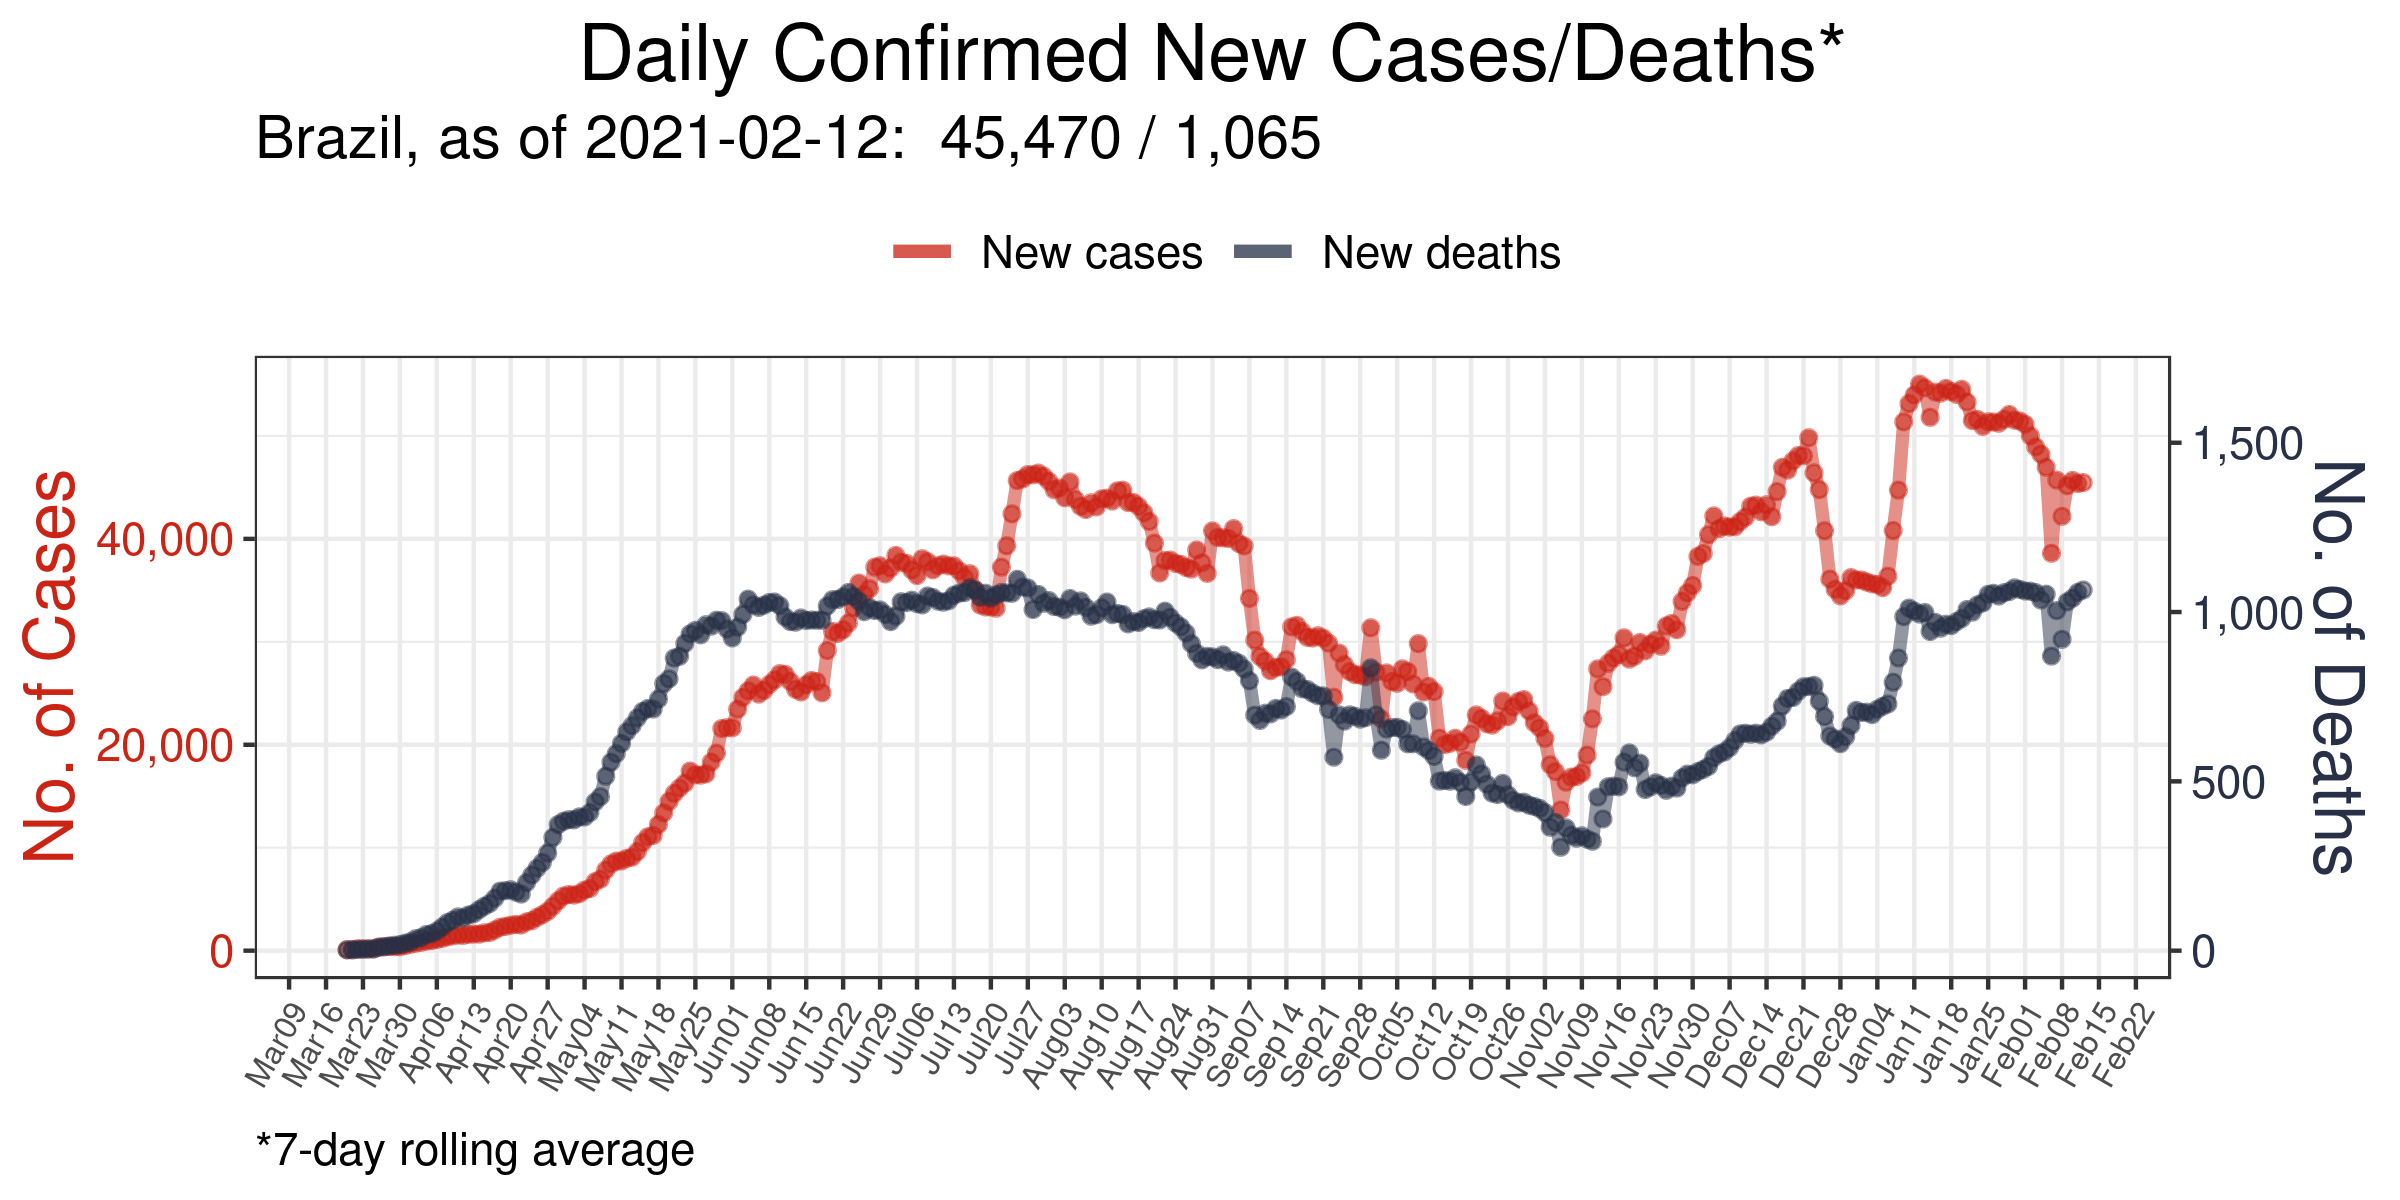 Daily Confirmed New Cases/Deaths*
Brazil, as of 2021-02-12:  45,470 / 1,065
New cases
New deaths
No. of Cases
40,000
20,000
0
1,500
1,000
500
0
No. of Deaths
Mar09
Mar16
Mar23
Mar30
Apr06
Apr13
Apr20
Apr27
May04
May11
May18
May25
Jun01
Jun08
Jun15
Jun22
Jun29
Jul06
Jul13
Jul20
Jul27
Aug03
Aug10
Aug17
Aug24
Aug31
Sep07
Sep14
Sep21
Sep28
Oct05
Oct12
Oct19
Oct26
Nov02
Nov09
Nov16
Nov23
Nov30
Dec07
Dec14
Dec21
Dec28
Jan04
Jan11
Jan18
Jan25
Feb01
Feb08
Feb15
Feb22
*7-day rolling average